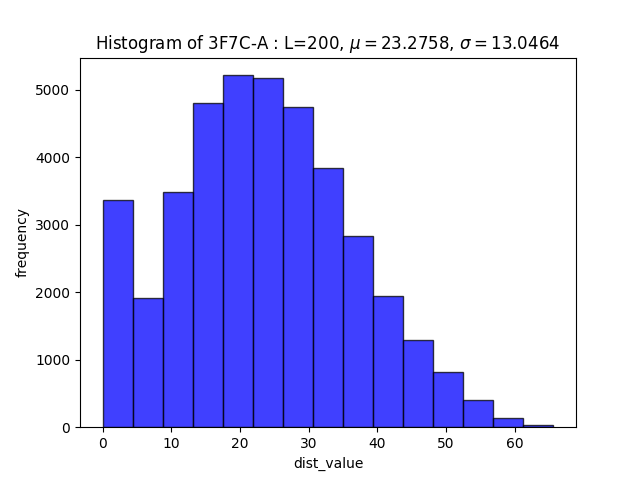 Histogram of 3F7C-A : L=200, μ = 23.2758, σ = 13.0464
frequency
5000
4000
3000
2000
1000
0
0 10 20 30 40 50 60
dist_value